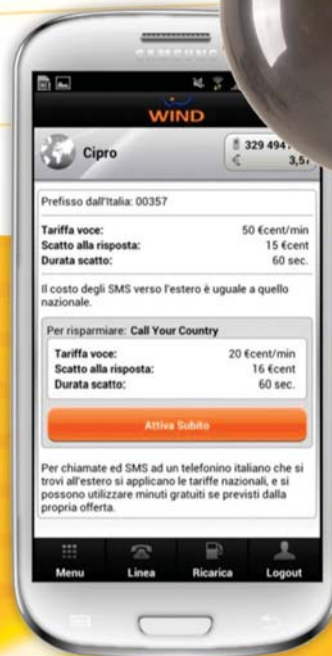 SAMSUNG
WIND
Cipro
329 494
€ 3,57
Prefisso dall'Italia: 00357
Tariffa voce: 50 €cent/min
Scatto alla risposta: 15 €cent
Durata scatto: 60 sec.
Il costo degli SMS verso l'estero è uguale a quello
nazionale.
Per risparmiare: Call Your Country
Tariffa voce: 20 €cent/min
Scatto alla risposta: 16 €cent
Durata scatto: 60 sec.
Attiva Subito
Per chiamate ed SMS ad un telefonino italiano che si
trovi all'estero si applicano le tariffe nazionali, e si
possono utilizzare minuti gratuiti se previsti dalla
propria offerta.
Menu Linea Ricarica Logout